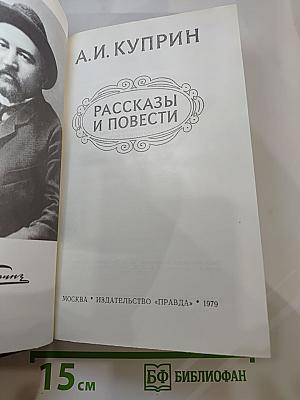 А. И. КУПРИН
РАССКАЗЫ
И ПОВЕСТИ
МОСКВА • ИЗДАТЕЛЬСТВО «ПРАВДА» • 1979
15 см
БФ БИБЛИОФАН